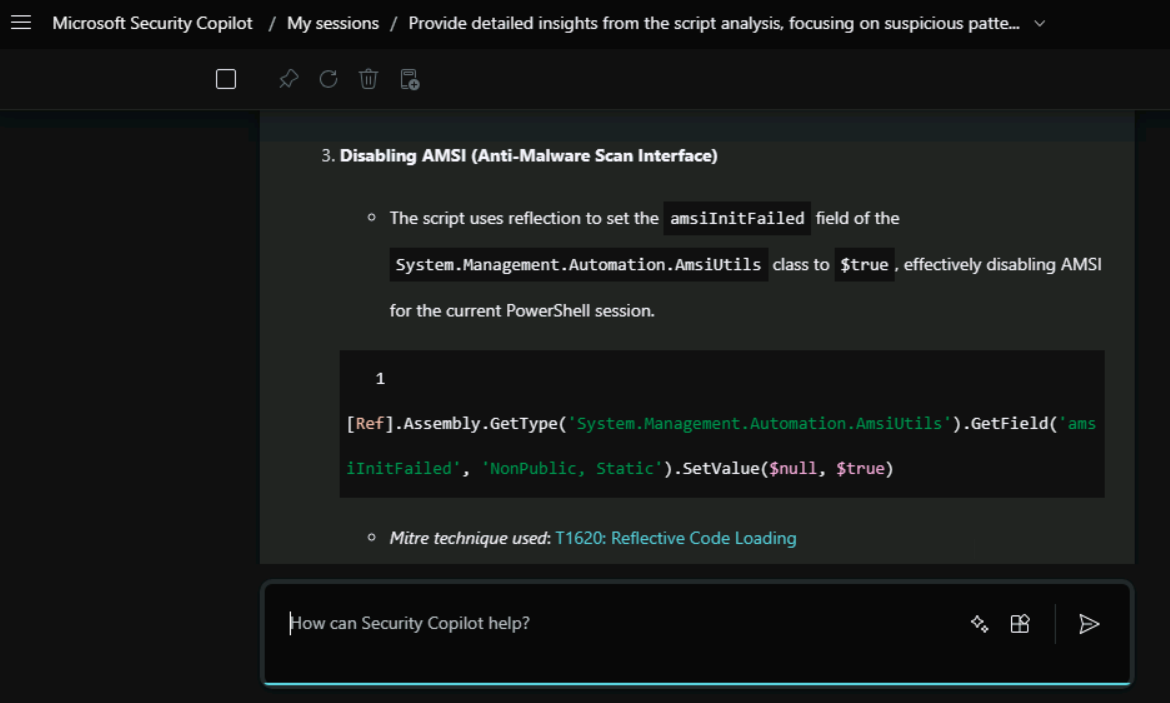 Microsoft Security Copilot / My sessions / Provide detailed insights from the script analysis, focusing on suspicious patte...
3. Disabling AMSI (Anti-Malware Scan Interface)
The script uses reflection to set the amsiInitFailed field of the
System.Management.Automation.AmsiUtils class to $true, effectively disabling AMSI
for the current PowerShell session.
1
[Ref].Assembly.GetType('System.Management.Automation.AmsiUtils').GetField('ams
iInitFailed', 'NonPublic, Static').SetValue($null, $true)
Mitre technique used: T1620: Reflective Code Loading
How can Security Copilot help?